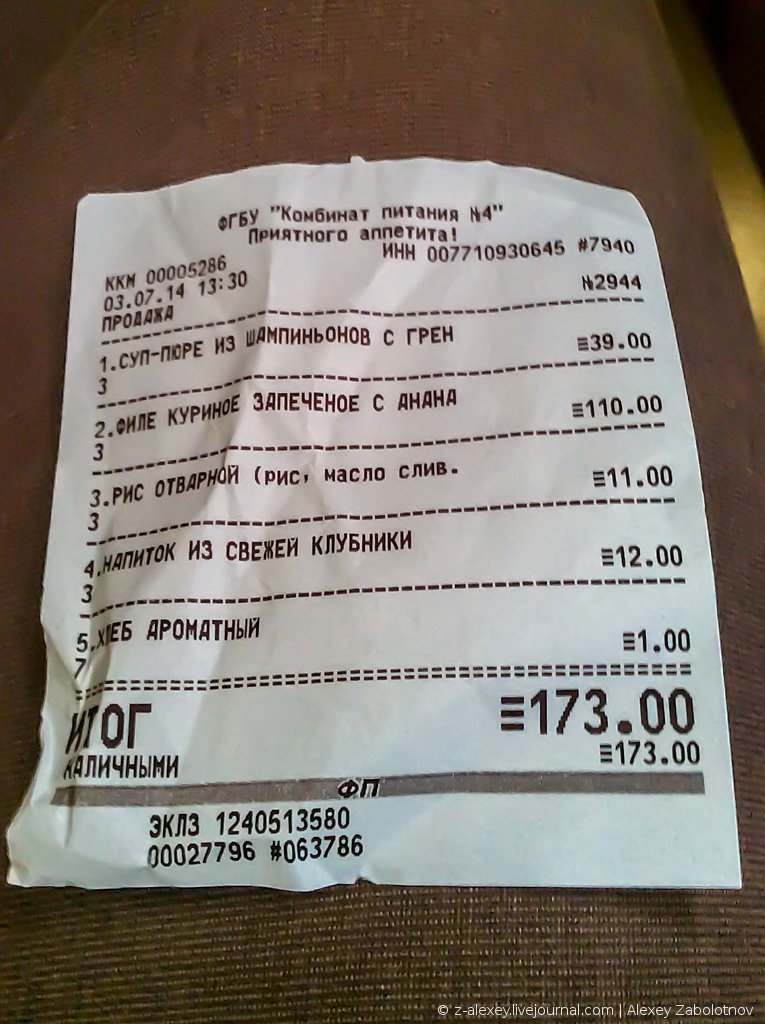 ФГБУ "Комбинат питания №4"
Приятного аппетита!
ККМ 00005286 ИНН 007710930645 #7940
03.07.14 13:30
ПРОДАЖА №2944
1.СУП-ПЮРЕ ИЗ ШАМПИНЬОНОВ С ГРЕН
3 ≡39.00
2.ФИЛЕ КУРИНОЕ ЗАПЕЧЕНОЕ С АНАНА
3 ≡110.00
3.РИС ОТВАРНОЙ (рис, масло слив.
3 ≡11.00
4.НАПИТОК ИЗ СВЕЖЕЙ КЛУБНИКИ
3 ≡12.00
5.ХЛЕБ АРОМАТНЫЙ
7 ≡1.00
ИТОГ ≡173.00
НАЛИЧНЫМИ ≡173.00
ФП
ЭКЛЗ 1240513580
00027796 #063786
© z-alexey.livejournal.com | Alexey Zabolotnov